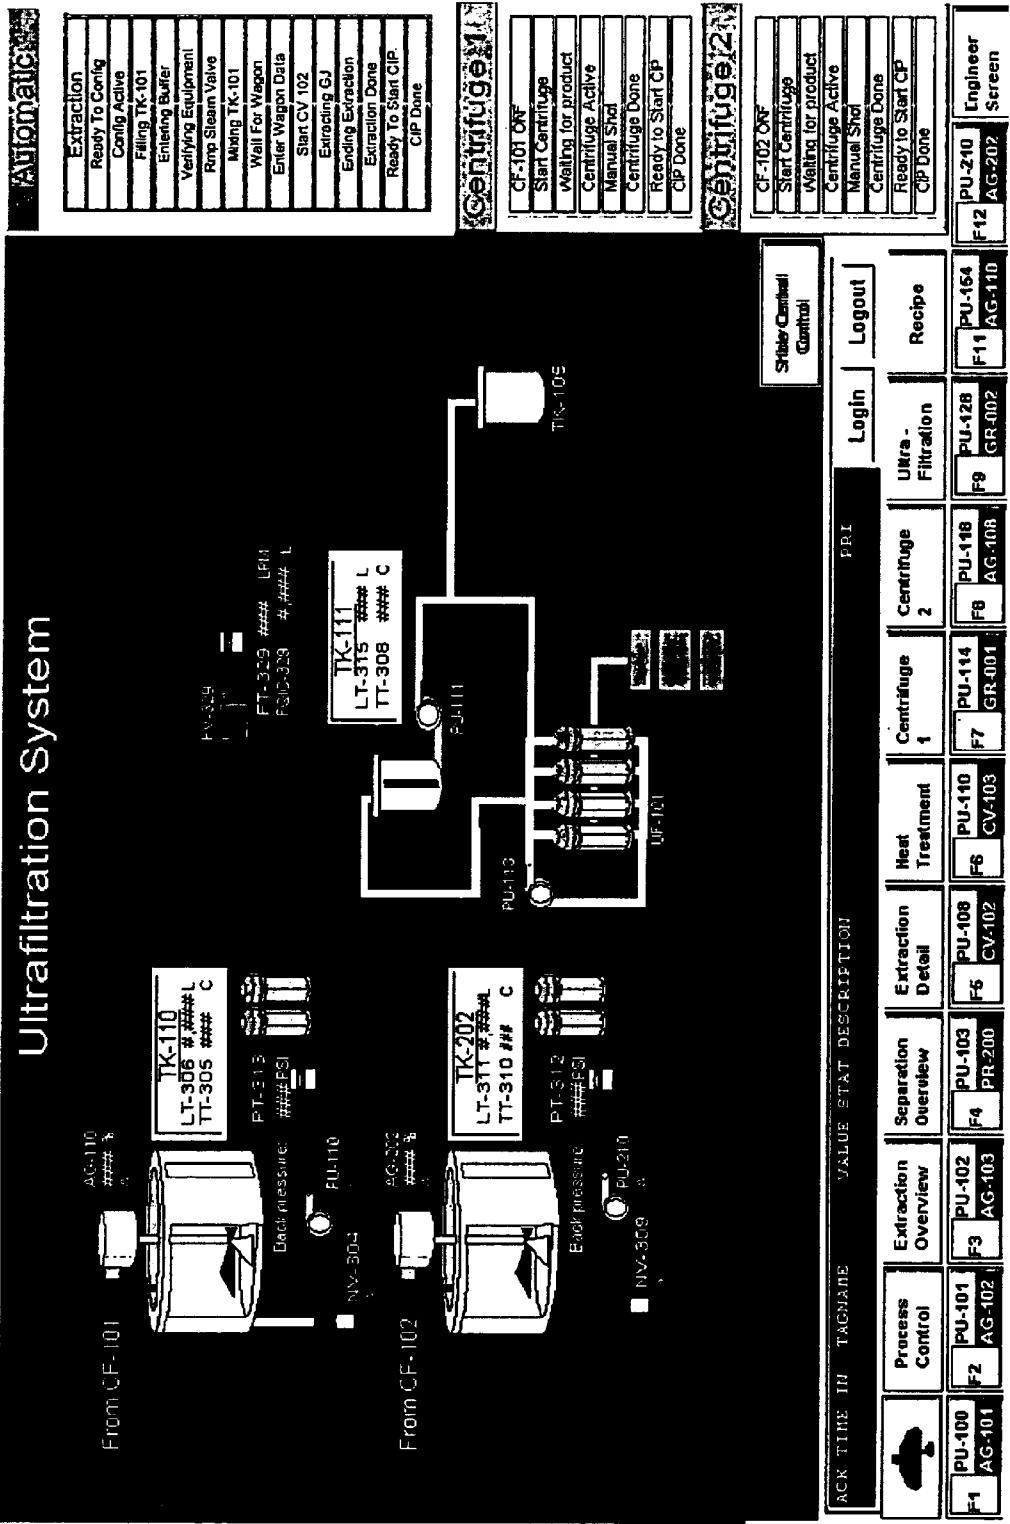 Ultrafiltration System
Automatic
Extraction
Ready To Config
Config Active
Filling TK-101
Entering Buffer
Verifying Equipment
Rmp Steam Valve
Mixing TK-101
Wait For Wagon
Enter Wagon Data
Start CV 102
Extracting GJ
Ending Extraction
Extraction Done
Ready To Start CIP
CIP Done
Centrifuge 1
CF-101 ON
Start Centrifuge
Waiting for product
Centrifuge Active
Manual Shot
Centrifuge Done
Ready to Start CIP
CIP Done
Centrifuge 2
CF-102
Start Centrifuge
Waiting for product
Centrifuge Active
Manual Shot
Centrifuge Done
Ready to Start CIP
CIP Done
From CF-101
AG-110
### %
A
TK-110
LT-306 #,###L
TT-305 ### C
PT-313
###PSI
Back pressure:
PU-110
NV-304
From CF-102
AG-202
### %
A
TK-202
LT-311 #,###L
TT-310 ### C
PT-312
###PSI
Back pressure:
PU-210
A
NV-309
FV-329
FT-329 ### LPM
#,### L
TK-111
LT-315 ### L
TT-308 ### C
PU-111
PU-113
UF-101
TK-105
Control
ACK TIME IN TAGNAME VALUE STAT DESCRIPTION PRI
Login
Logout
Process Control
Extraction Overview
Separation Overview
Extraction Detail
Heat Treatment
Centrifuge 1
Centrifuge 2
Ultra - Filtration
Recipe
F1 PU-100 AG-101
F2 PU-101 AG-102
F3 PU-102 AG-103
F4 PU-103 PR-200
F5 PU-108 CV-102
F6 PU-110 CV-103
F7 PU-114 GR-001
F8 PU-118 AG-108
F9 PU-128 GR-002
F11 PU-154 AG-110
F12 PU-210 AG-202
Engineer Screen